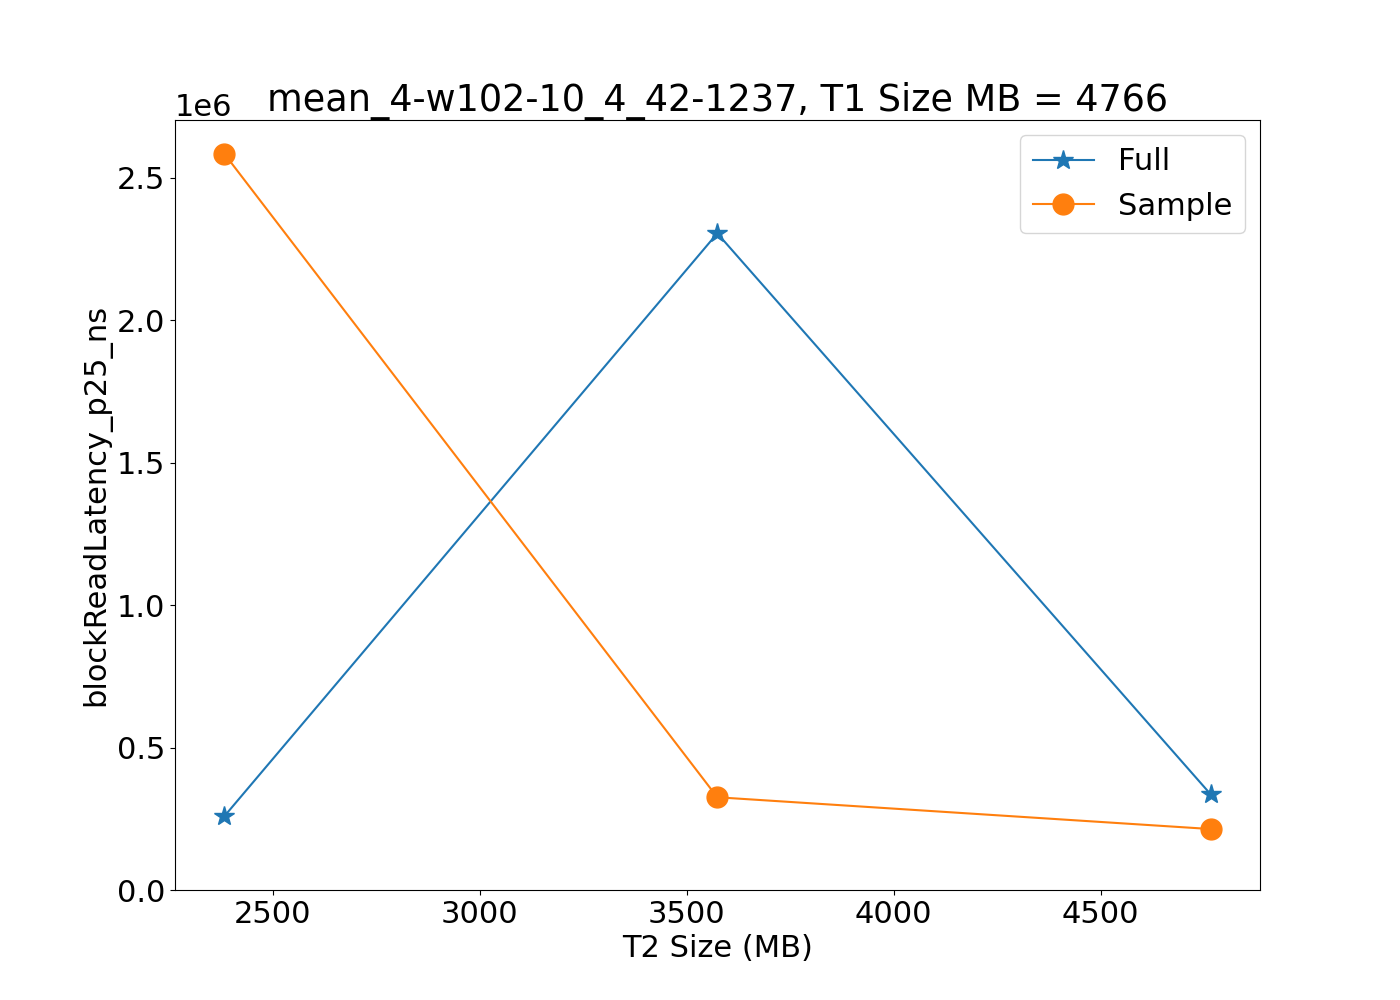 1e6
mean_4-w102-10_4_42-1237, T1 Size MB = 4766
Full
Sample
blockReadLatency_p25_ns
2.5
2.0
1.5
1.0
0.5
0.0
2500 3000 3500 4000 4500
T2 Size (MB)